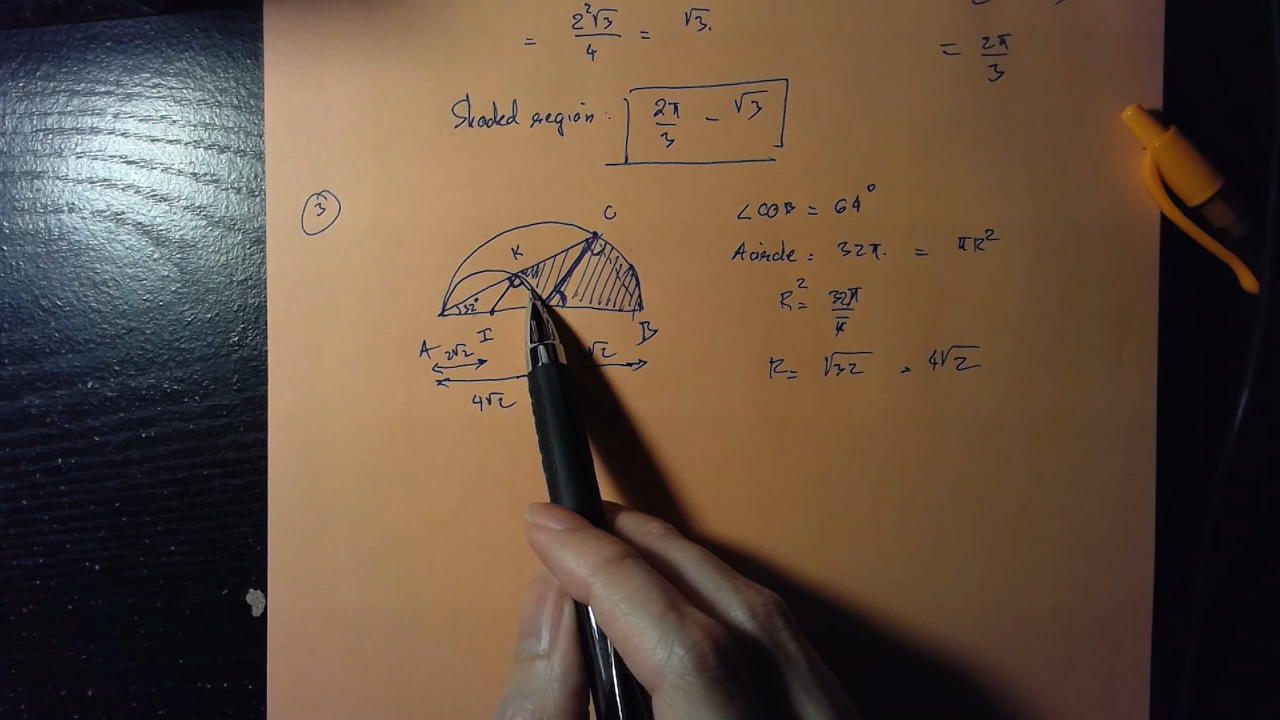 = 2²√3 / 4 = √3.
= 2π / 3
Shaded region: 2π / 3 - √3
3
C
K
32°
A
I
B
2√2
4√2
∠COB = 64°
Acircle = 32π. = πR²
R² = 32π / π
R = √32 = 4√2